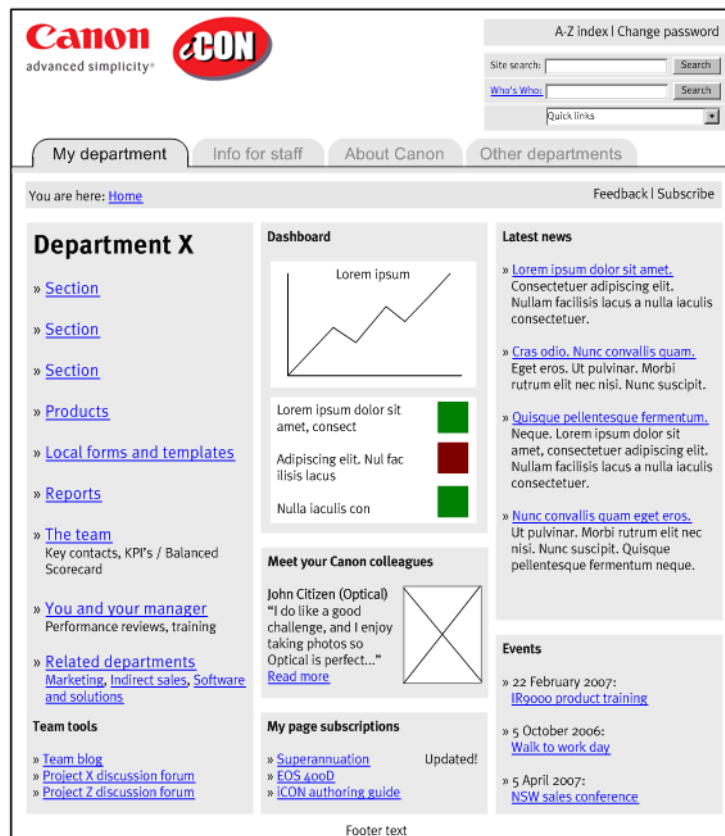 Canon
advanced simplicity®
iCON
A-Z index | Change password
Site search:
Search
Who's Who:
Search
Quick links
My department
Info for staff
About Canon
Other departments
You are here: Home
Feedback | Subscribe
Department X
» Section
» Section
» Section
» Products
» Local forms and templates
» Reports
» The team
Key contacts, KPI's / Balanced
Scorecard
» You and your manager
Performance reviews, training
» Related departments
Marketing, Indirect sales, Software
and solutions
Team tools
» Team blog
» Project X discussion forum
» Project Z discussion forum
Dashboard
Lorem ipsum
Lorem ipsum dolor sit
amet, consect
Adipiscing elit. Nul fac
ilisis lacus
Nulla iaculis con
Meet your Canon colleagues
John Citizen (Optical)
“I do like a good
challenge, and I enjoy
taking photos so
Optical is perfect...”
Read more
My page subscriptions
» Superannuation Updated!
» EOS 400D
» iCON authoring guide
Latest news
» Lorem ipsum dolor sit amet.
Consectetuer adipiscing elit.
Nullam facilisis lacus a nulla iaculis
consectetuer.
» Cras odio. Nunc convallis quam.
Eget eros. Ut pulvinar. Morbi
rutrum elit nec nisi. Nunc suscipit.
» Quisque pellentesque fermentum.
Neque. Lorem ipsum dolor sit
amet, consectetuer adipiscing elit.
Nullam facilisis lacus a nulla iaculis
consectetuer.
» Nunc convallis quam eget eros.
Ut pulvinar. Morbi rutrum elit nec
nisi. Nunc suscipit. Quisque
pellentesque fermentum neque.
Events
» 22 February 2007:
IR9000 product training
» 5 October 2006:
Walk to work day
» 5 April 2007:
NSW sales conference
Footer text